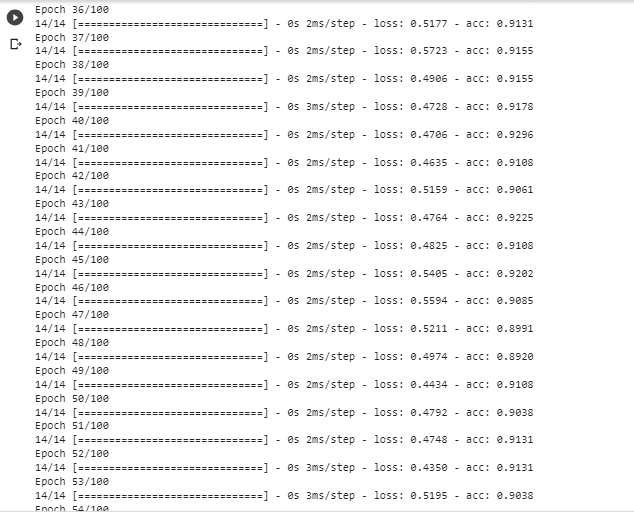 Epoch 36/100
14/14 [==============================] - 0s 2ms/step - loss: 0.5177 - acc: 0.9131
Epoch 37/100
14/14 [==============================] - 0s 2ms/step - loss: 0.5723 - acc: 0.9155
Epoch 38/100
14/14 [==============================] - 0s 2ms/step - loss: 0.4906 - acc: 0.9155
Epoch 39/100
14/14 [==============================] - 0s 3ms/step - loss: 0.4728 - acc: 0.9178
Epoch 40/100
14/14 [==============================] - 0s 2ms/step - loss: 0.4706 - acc: 0.9296
Epoch 41/100
14/14 [==============================] - 0s 2ms/step - loss: 0.4635 - acc: 0.9108
Epoch 42/100
14/14 [==============================] - 0s 2ms/step - loss: 0.5159 - acc: 0.9061
Epoch 43/100
14/14 [==============================] - 0s 2ms/step - loss: 0.4764 - acc: 0.9225
Epoch 44/100
14/14 [==============================] - 0s 2ms/step - loss: 0.4825 - acc: 0.9108
Epoch 45/100
14/14 [==============================] - 0s 2ms/step - loss: 0.5405 - acc: 0.9202
Epoch 46/100
14/14 [==============================] - 0s 2ms/step - loss: 0.5594 - acc: 0.9085
Epoch 47/100
14/14 [==============================] - 0s 2ms/step - loss: 0.5211 - acc: 0.8991
Epoch 48/100
14/14 [==============================] - 0s 2ms/step - loss: 0.4974 - acc: 0.8920
Epoch 49/100
14/14 [==============================] - 0s 2ms/step - loss: 0.4434 - acc: 0.9108
Epoch 50/100
14/14 [==============================] - 0s 2ms/step - loss: 0.4792 - acc: 0.9038
Epoch 51/100
14/14 [==============================] - 0s 2ms/step - loss: 0.4748 - acc: 0.9131
Epoch 52/100
14/14 [==============================] - 0s 3ms/step - loss: 0.4350 - acc: 0.9131
Epoch 53/100
14/14 [==============================] - 0s 3ms/step - loss: 0.5195 - acc: 0.9038
Epoch 54/100